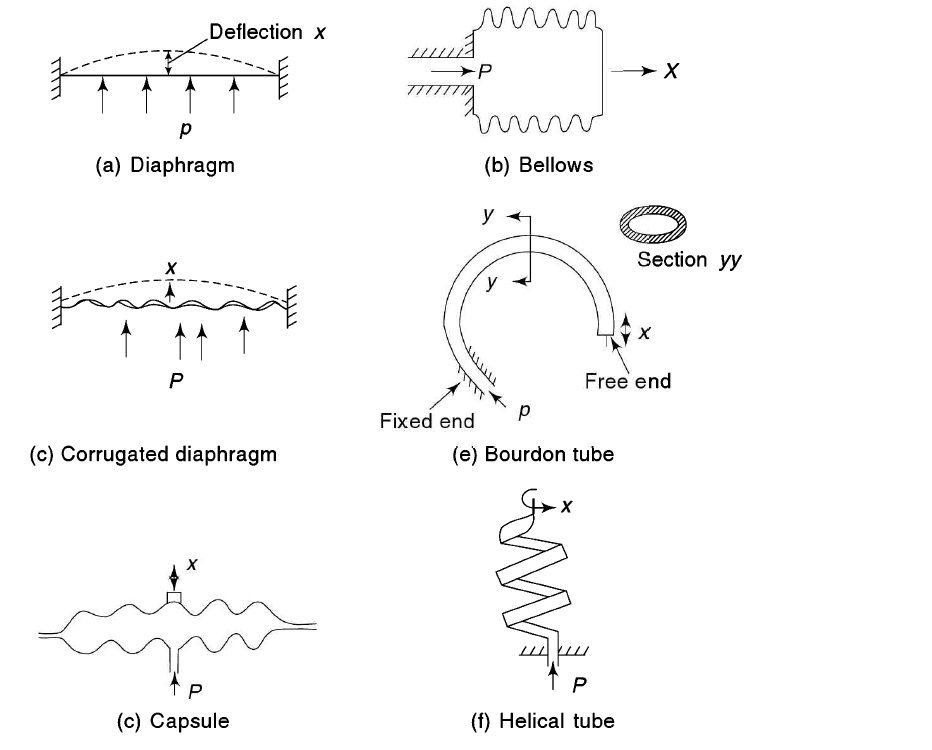 Deflection x
p
(a) Diaphragm
P
X
(b) Bellows
x
P
(c) Corrugated diaphragm
y
y
Section yy
x
Free end
Fixed end
p
(e) Bourdon tube
x
P
(c) Capsule
x
P
(f) Helical tube